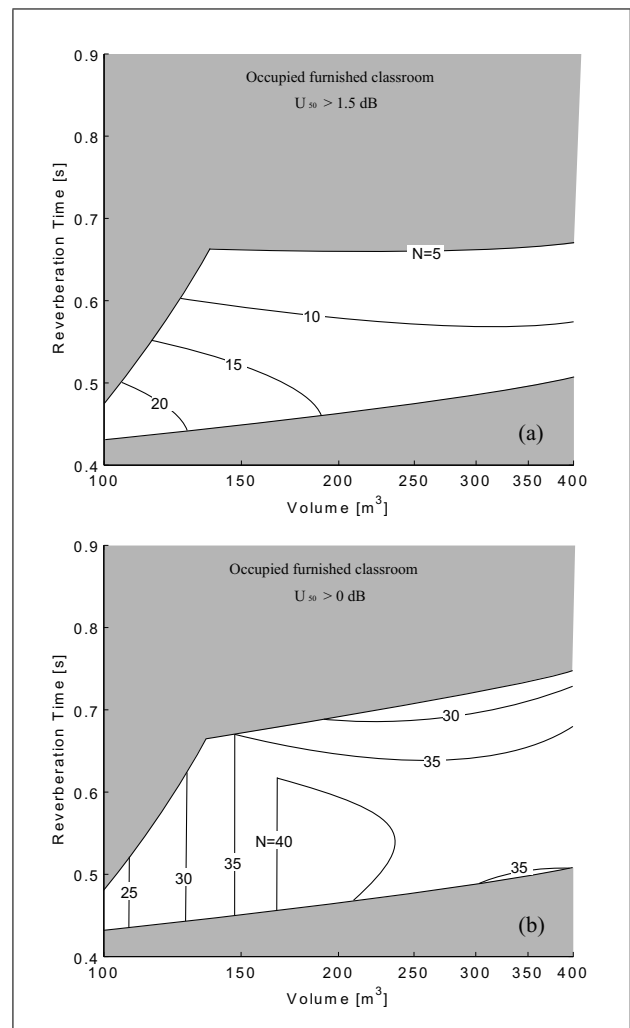 Occupied furnished classroom
U 50 > 1.5 dB
Reverberation Time [s]
0.9
0.8
0.7
0.6
0.5
0.4
N=5
10
15
20
(a)
100 150 200 250 300 350 400
Volume [m³]
Occupied furnished classroom
U 50 > 0 dB
Reverberation Time [s]
0.9
0.8
0.7
0.6
0.5
0.4
30
35
N=40
35
30
25
35
(b)
100 150 200 250 300 350 400
Volume [m³]